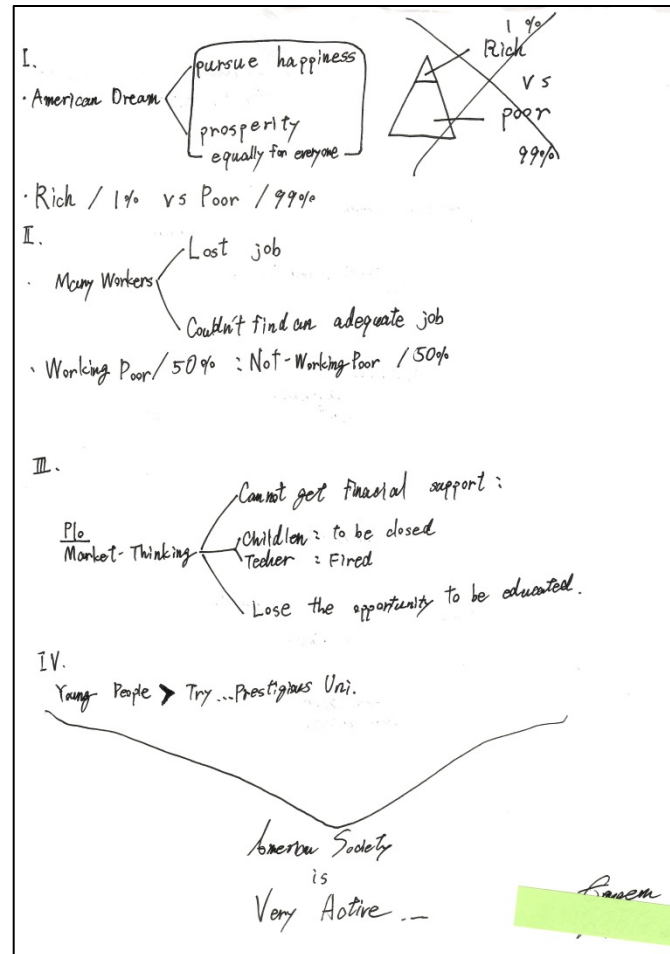 I.
· American Dream
pursue happiness
prosperity
equally for everyone
1%
Rich
vs
poor
99%
· Rich / 1% vs Poor / 99%
II.
· Many Workers
Lost job
Couldn't find an adequate job
· Working Poor / 50% : Not-Working Poor / 50%
III.
Plo
Market-Thinking
Cannot get finacial support :
Childlen : to be closed
Techer : Fired
Lose the opportunity to be educated.
IV.
Young People > Try ... Prestigious Uni.
Society
is
Very Active ...